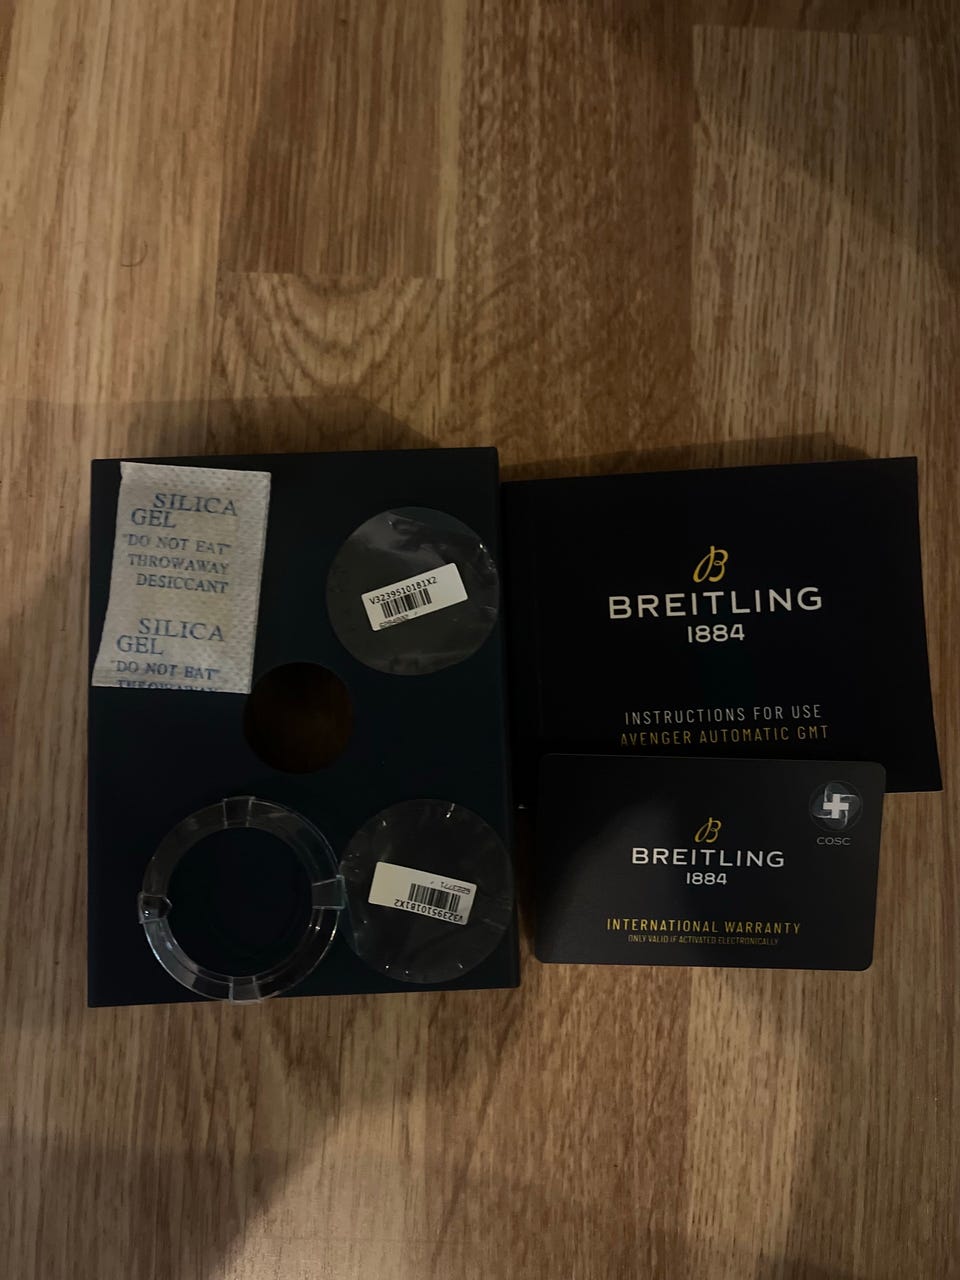 SILICA
GEL
"DO NOT EAT"
THROWAWAY
DESICCANT
SILICA
GEL
"DO NOT EAT"
THROWAWAY
V3239510181X2
V3239510181X2
B
BREITLING
1884
INSTRUCTIONS FOR USE
AVENGER AUTOMATIC GMT
COSC
B
BREITLING
1884
INTERNATIONAL WARRANTY
ONLY VALID IF ACTIVATED ELECTRONICALLY